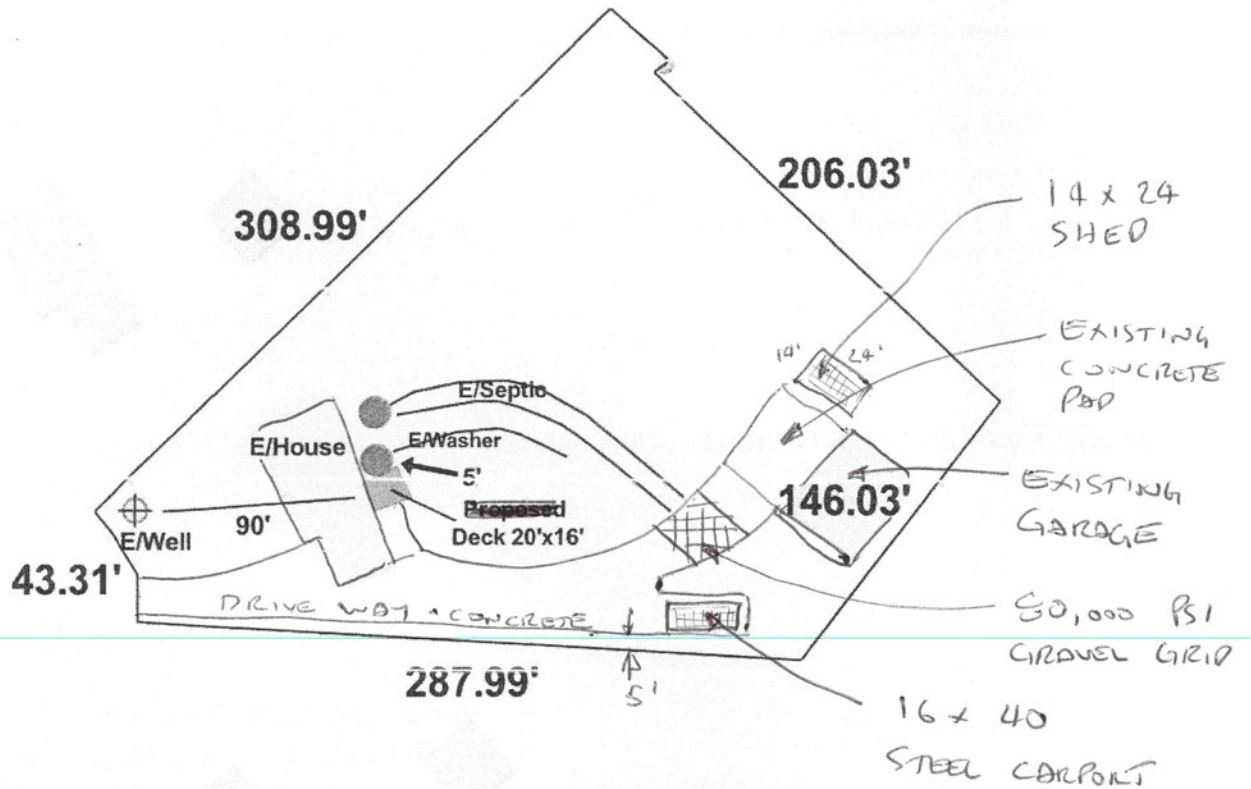 206.03'
308.99'
14 x 24
SHED
EXISTING
CONCRETE
PAD
14'
24'
E/Septic
E/House
E/Washer
5'
146.03'
EXISTING
GARAGE
Proposed
Deck 20'x16'
90'
E/Well
43.31'
DRIVE WAY • CONCRETE
50,000 PSI
GRAVEL GRID
287.99'
5'
16 x 40
STEEL CARPORT